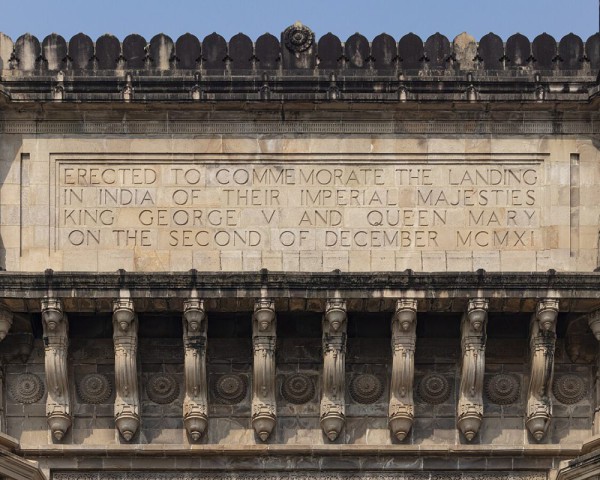 ERECTED TO COMMEMORATE THE LANDING
IN INDIA OF THEIR IMPERIAL MAJESTIES
KING GEORGE V AND QUEEN MARY
ON THE SECOND OF DECEMBER MCMXI